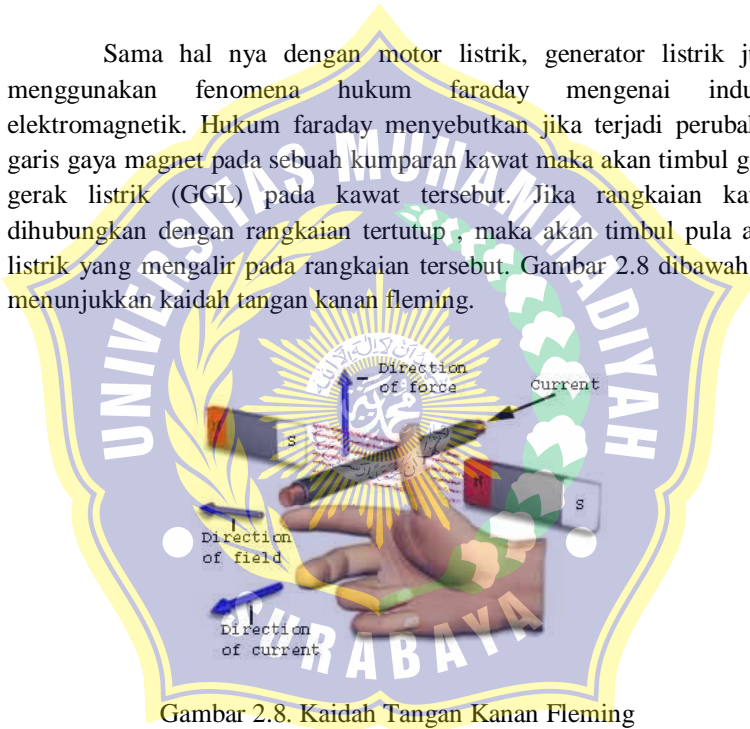 Sama hal nya dengan motor listrik, generator listrik ju
menggunakan fenomena hukum faraday mengenai indu
elektromagnetik. Hukum faraday menyebutkan jika terjadi perubah
garis gaya magnet pada sebuah kumparan kawat maka akan timbul g
gerak listrik (GGL) pada kawat tersebut. Jika rangkaian kaw
dihubungkan dengan rangkaian tertutup , maka akan timbul pula a
listrik yang mengalir pada rangkaian tersebut. Gambar 2.8 dibawah
menunjukkan kaidah tangan kanan fleming.
UNIVERSITAS MUHAMMADIYAH
Direction
of force
Current
S
N
S
Direction
of field
Direction
of current
SURABAYA
Gambar 2.8. Kaidah Tangan Kanan Fleming